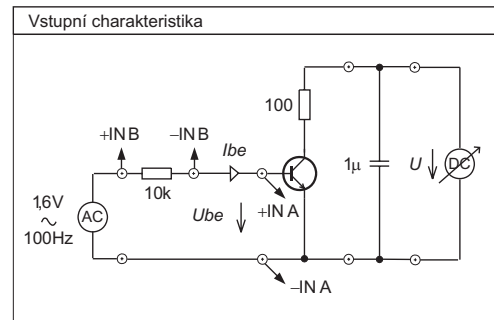 Vstupní charakteristika
100
+IN B
–IN B
Ibe
1μ
U
DC
10k
+IN A
1,6V
AC
Ube
100Hz
–IN A